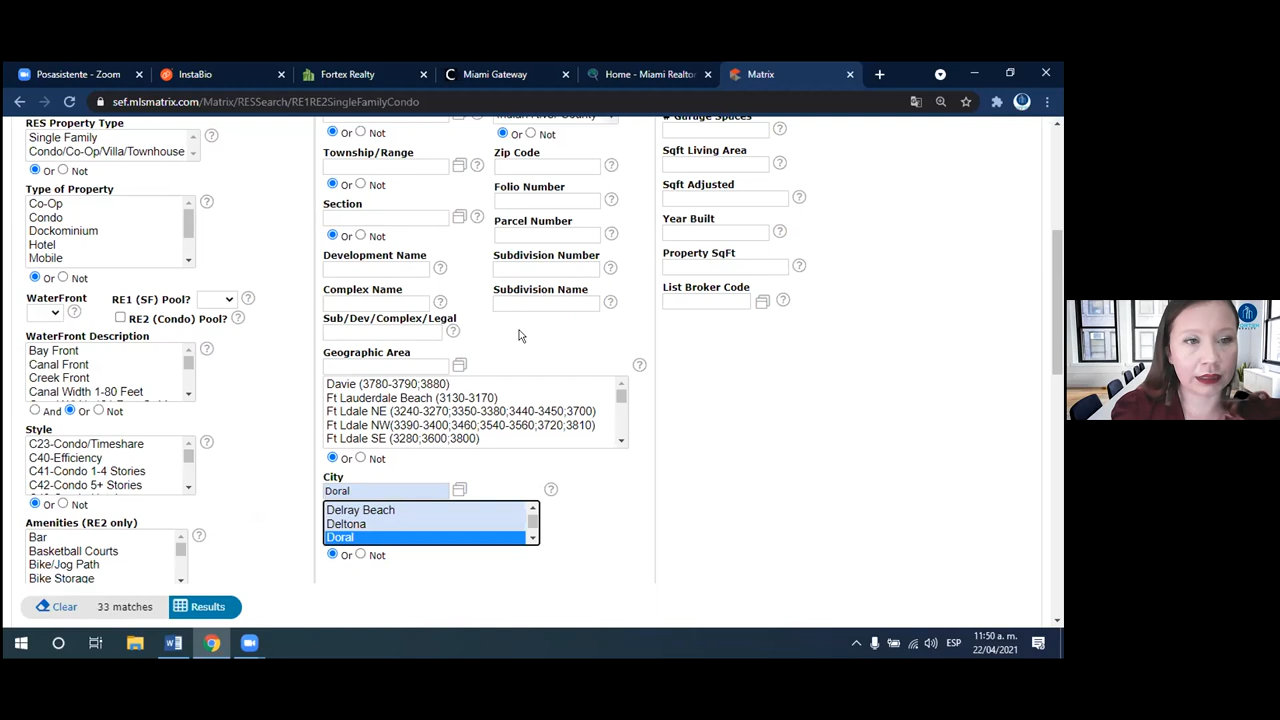 Posasistente - Zoom
InstaBio
Fortex Realty
Miami Gateway
Home - Miami Realtor
Matrix
sef.mlsmatrix.com/Matrix/RESSearch/RE1RE2SingleFamilyCondo
RES Property Type
Single Family
Condo/Co-Op/Villa/Townhouse
Or Not
Type of Property
Co-Op
Condo
Dockominium
Hotel
Mobile
Or Not
WaterFront
RE1 (SF) Pool?
RE2 (Condo) Pool?
WaterFront Description
Bay Front
Canal Front
Creek Front
Canal Width 1-80 Feet
And Or Not
Style
C23-Condo/Timeshare
C40-Efficiency
C41-Condo 1-4 Stories
C42-Condo 5+ Stories
Or Not
Amenities (RE2 only)
Bar
Basketball Courts
Bike/Jog Path
Bike Storage
Or Not
Township/Range
Or Not
Section
Or Not
Development Name
Complex Name
Sub/Dev/Complex/Legal
Geographic Area
Davie (3780-3790;3880)
Ft Lauderdale Beach (3130-3170)
Ft Ldale NE (3240-3270;3350-3380;3440-3450;3700)
Ft Ldale NW(3390-3400;3460;3540-3560;3720;3810)
Ft Ldale SE (3280;3600;3800)
Or Not
City
Doral
Delray Beach
Deltona
Doral
Or Not
Indian River County
Or Not
Zip Code
Folio Number
Parcel Number
Subdivision Number
Subdivision Name
# Garage Spaces
Sqft Living Area
Sqft Adjusted
Year Built
Property SqFt
List Broker Code
Clear 33 matches Results
ESP
11:50 a. m.
22/04/2021